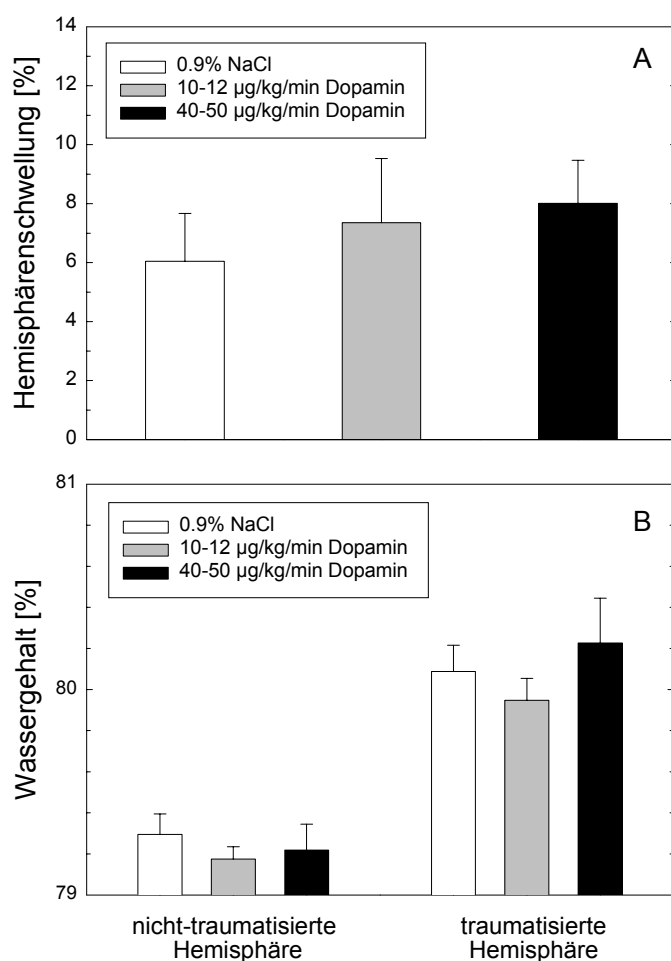 14
12
10
8
6
4
2
0
Hemisphärenschwellung [%]
0.9% NaCl
10-12 µg/kg/min Dopamin
40-50 µg/kg/min Dopamin
A
81
80
79
Wassergehalt [%]
0.9% NaCl
10-12 µg/kg/min Dopamin
40-50 µg/kg/min Dopamin
B
nicht-traumatisierte
Hemisphäre
traumatisierte
Hemisphäre